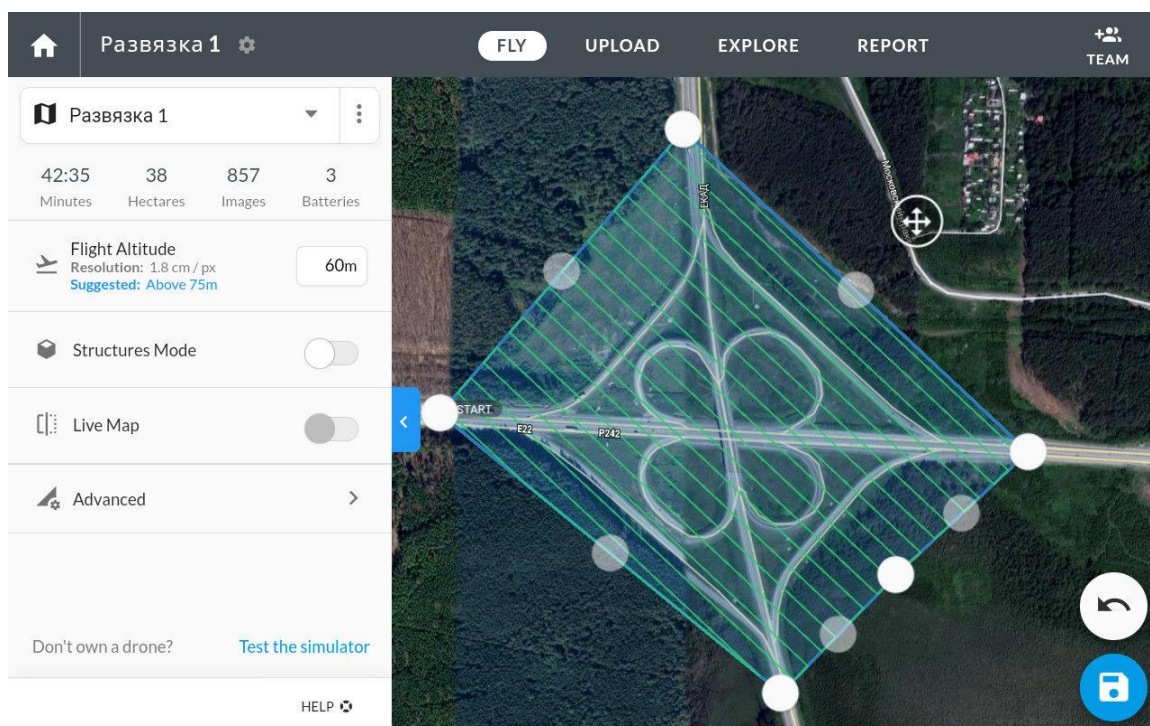 Развязка 1
FLY
UPLOAD
EXPLORE
REPORT
TEAM
Развязка 1
42:35
38
857
3
Minutes
Hectares
Images
Batteries
Flight Altitude
Resolution: 1.8 cm / px
Suggested: Above 75m
60m
Structures Mode
Live Map
Advanced
Don't own a drone?
Test the simulator
HELP
ЕКАД
START
E22
P242